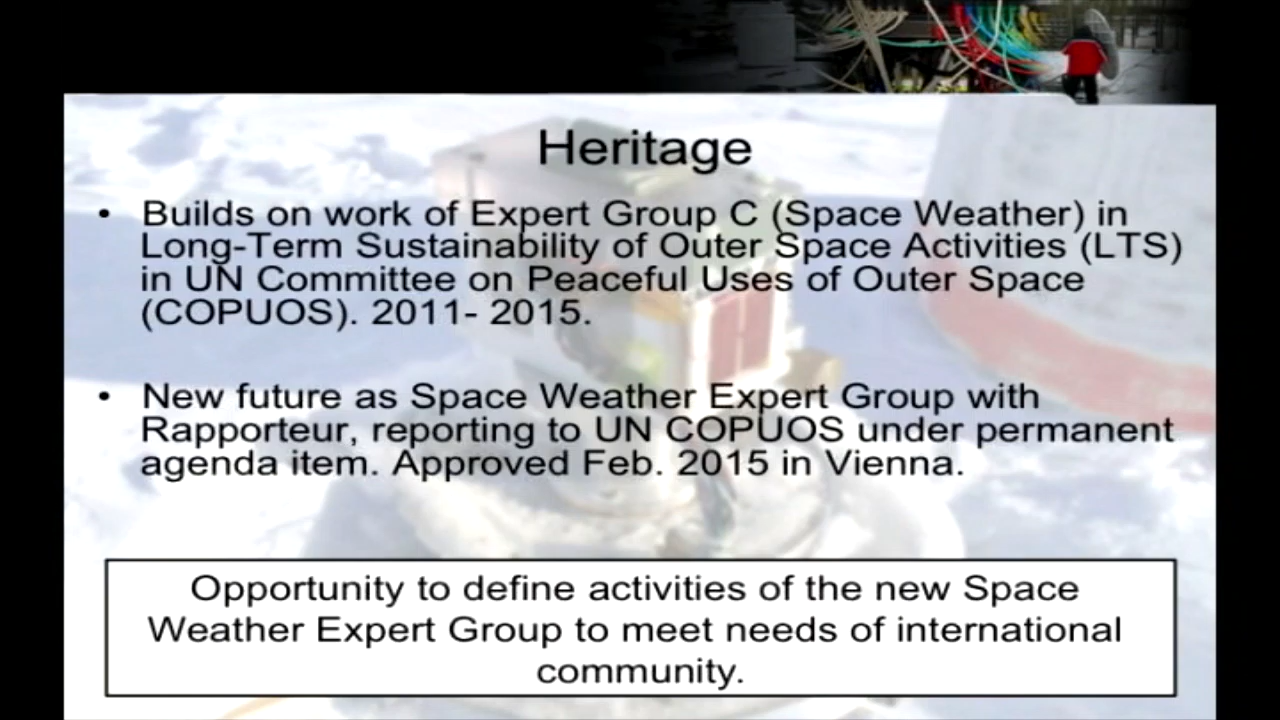 Heritage
• Builds on work of Expert Group C (Space Weather) in
Long-Term Sustainability of Outer Space Activities (LTS)
in UN Committee on Peaceful Uses of Outer Space
(COPUOS). 2011- 2015.
• New future as Space Weather Expert Group with
Rapporteur, reporting to UN COPUOS under permanent
agenda item. Approved Feb. 2015 in Vienna.
Opportunity to define activities of the new Space
Weather Expert Group to meet needs of international
community.